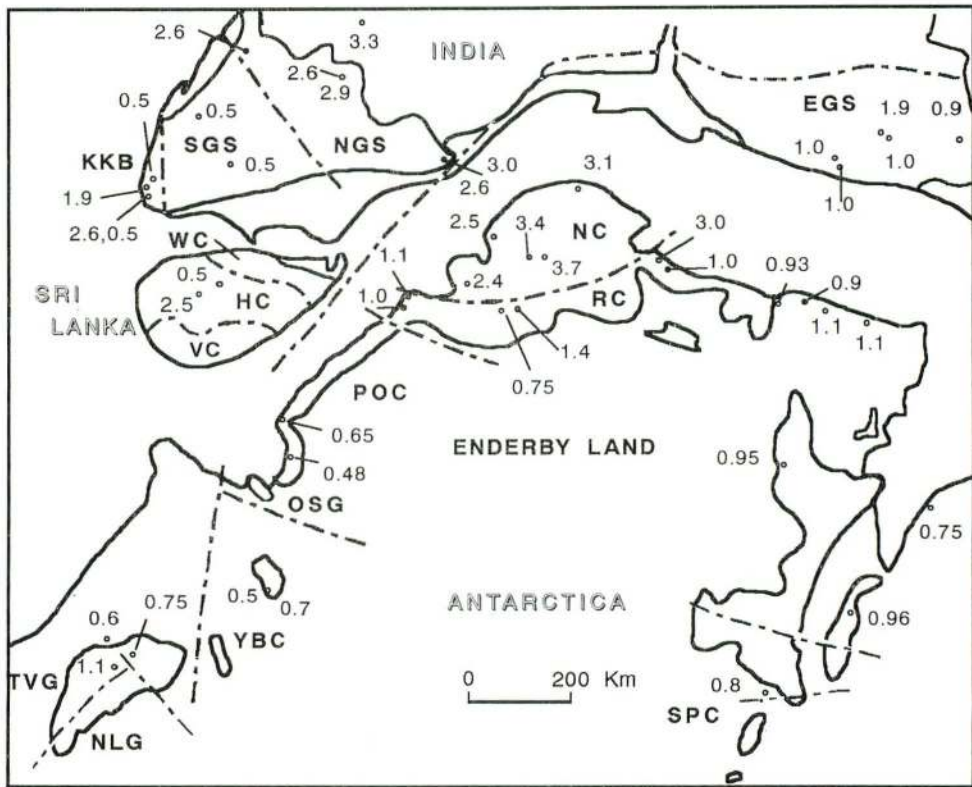 2.6
3.3
INDIA
2.6
2.9
0.5
0.5
SGS
NGS
EGS
1.9
0.9
KKB
0.5
3.0
1.0
1.0
1.9
2.6
1.0
2.6,0.5
3.1
WC
2.5
3.4
NC
3.0
1.1
3.7
1.0
0.5
2.4
0.93
SRI
LANKA
2.5
HC
1.0
RC
0.9
VC
1.4
1.1
1.1
0.75
POC
0.65
ENDERBY LAND
0.95
0.48
OSG
0.75
0.5
0.7
ANTARCTICA
0.6
0.75
0.96
YBC
1.1
TVG
0 200 Km
0.8
SPC
NLG